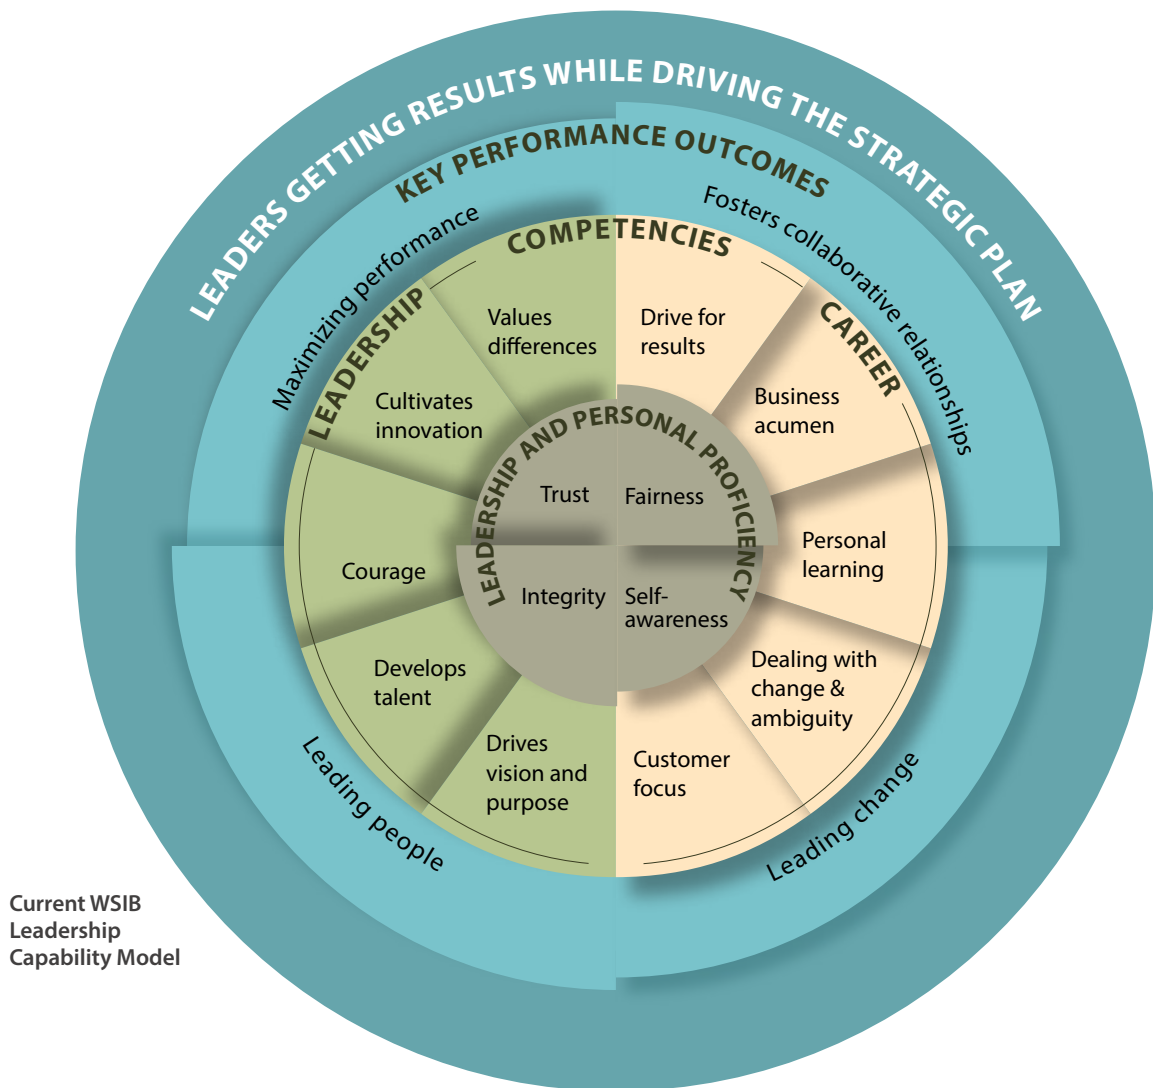 LEADERS GETTING RESULTS WHILE DRIVING THE STRATEGIC PLAN
KEY PERFORMANCE OUTCOMES
Maximizing performance
Fosters collaborative relationships
COMPETENCIES
LEADERSHIP
CAREER
Values
differences
Drive for
results
Cultivates
innovation
Business
acumen
LEADERSHIP AND PERSONAL PROFICIENCY
Trust
Fairness
Courage
Personal
learning
Integrity
Self-
awareness
Develops
talent
Dealing with
change &
ambiguity
Drives
vision and
purpose
Customer
focus
Leading people
Leading change
Current WSIB
Leadership
Capability Model